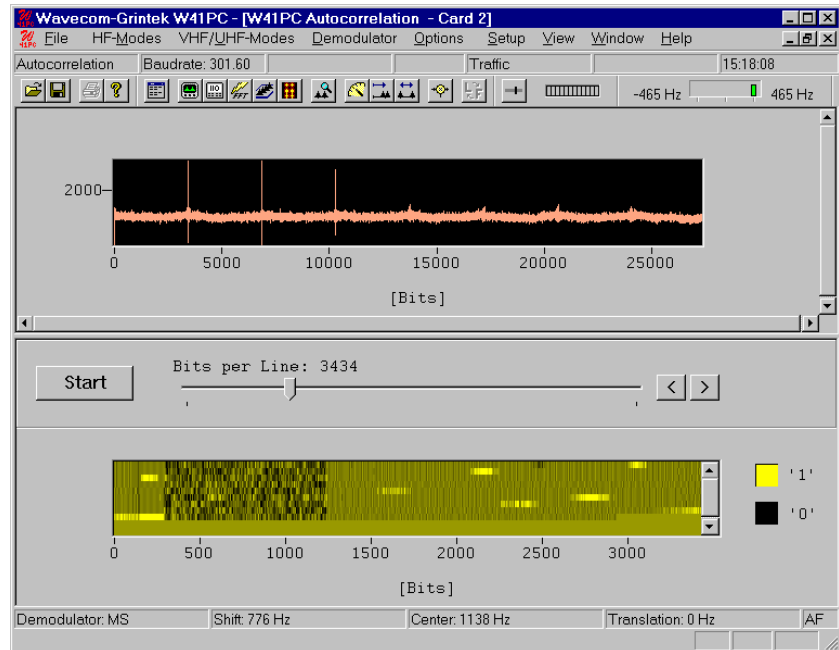 Wavecom-Grintek W41PC - [W41PC Autocorrelation - Card 2]
File HF-Modes VHF/UHF-Modes Demodulator Options Setup View Window Help
Autocorrelation Baudrate: 301.60 Traffic 15:18:08
-465 Hz 465 Hz
2000
0 5000 10000 15000 20000 25000
[Bits]
Bits per Line: 3434
Start < >
'1'
'0'
0 500 1000 1500 2000 2500 3000
[Bits]
Demodulator: MS Shift: 776 Hz Center: 1138 Hz Translation: 0 Hz AF